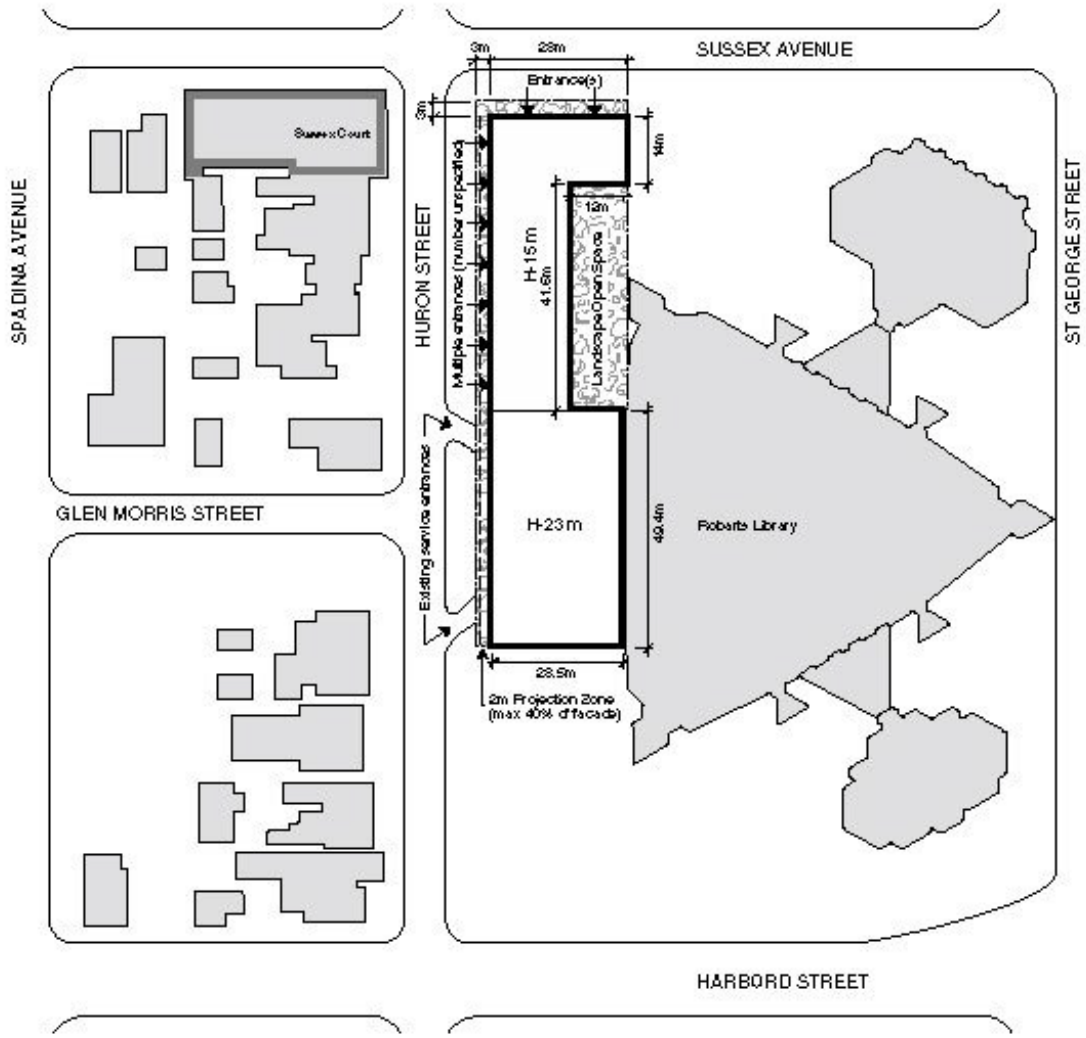 SUSSEX AVENUE
3m
28m
Entrance(s)
3m
Sussex Court
14m
SPADINA AVENUE
HURON STREET
ST GEORGE STREET
Multiple entrances (number unspecified)
12m
H-15 m
41.6m
Landscape Open Space
Existing service entrances
GLEN MORRIS STREET
H-23 m
49.4m
Robarts Library
28.5m
2m Projection Zone
(max 40% of facade)
HARBORD STREET